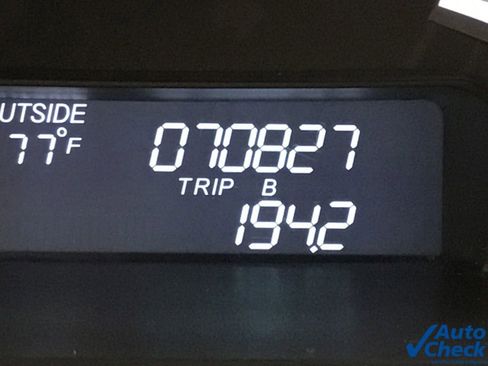 UTSIDE
77°F
070827
TRIP B
194.2
Auto
Check